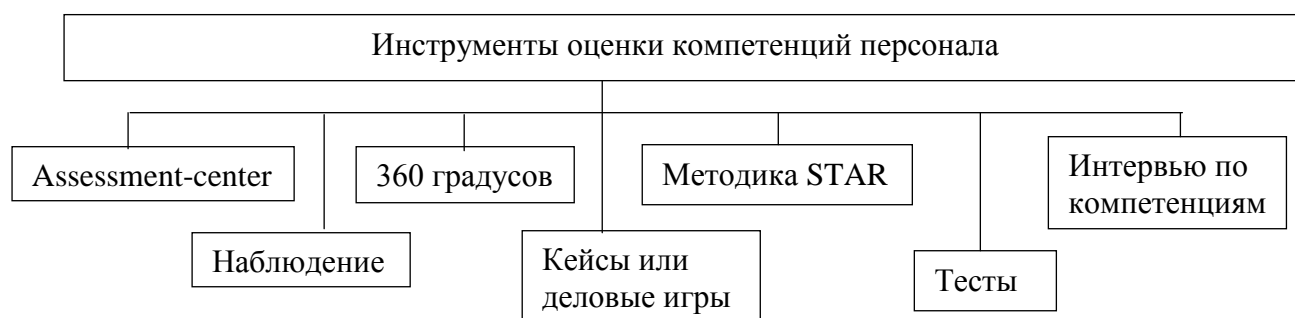 Инструменты оценки компетенций персонала
Assessment-center
360 градусов
Методика STAR
Интервью по
компетенциям
Наблюдение
Кейсы или
деловые игры
Тесты